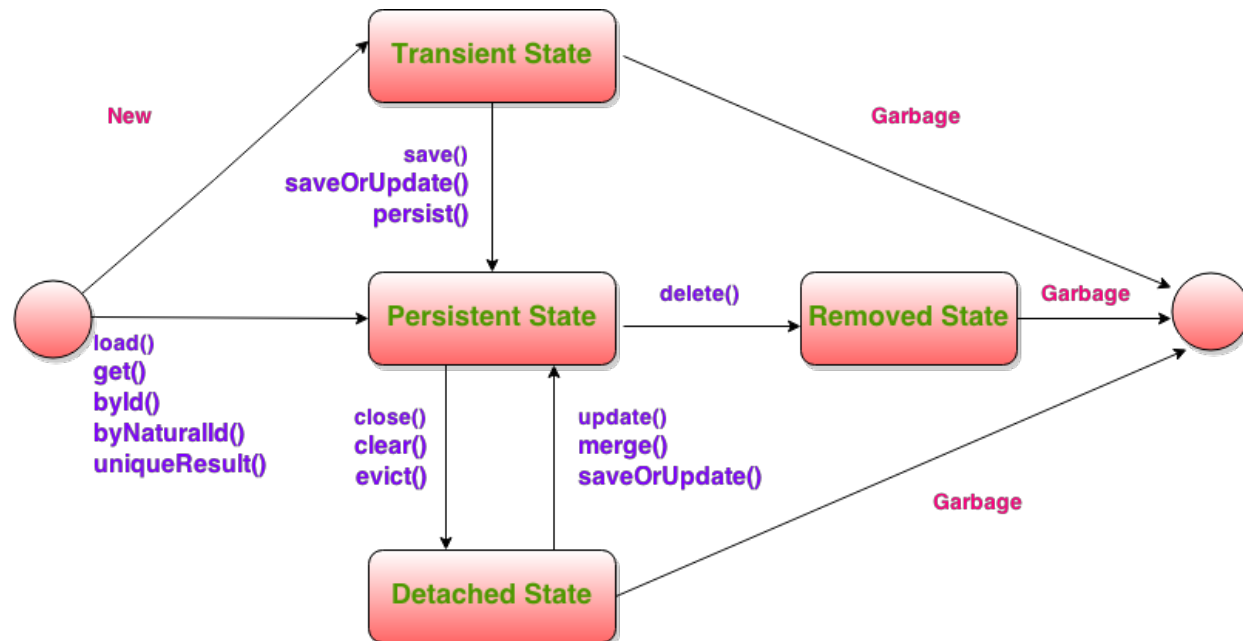 Transient State
New
Garbage
save()
saveOrUpdate()
persist()
Persistent State
delete()
Removed State
Garbage
load()
get()
byId()
byNaturalId()
uniqueResult()
close()
clear()
evict()
update()
merge()
saveOrUpdate()
Garbage
Detached State